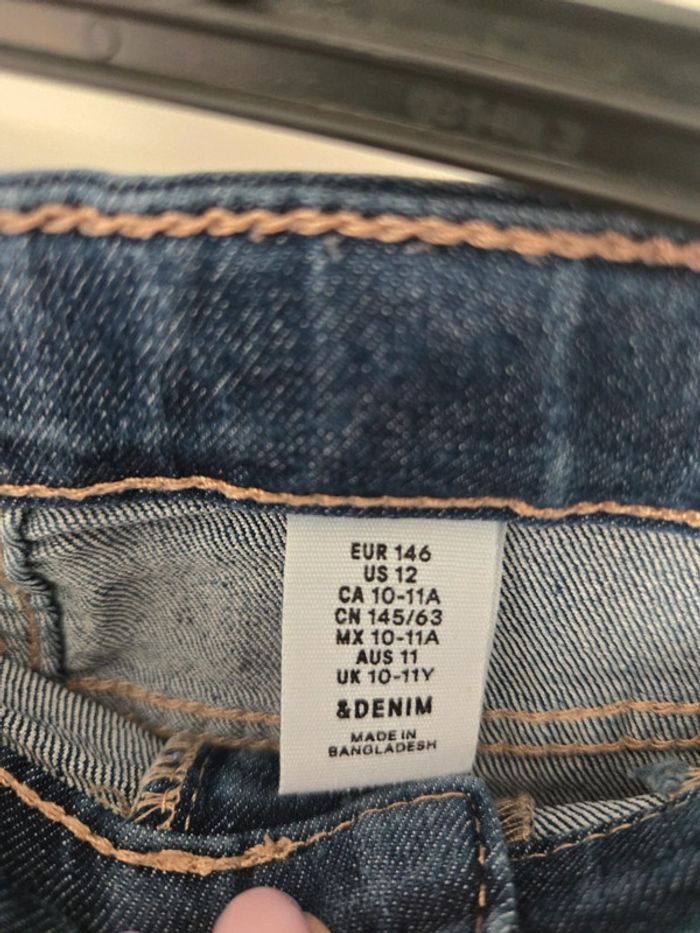 EUR 146
US 12
CA 10-11A
CN 145/63
MX 10-11A
AUS 11
UK 10-11Y
&DENIM
MADE IN
BANGLADESH